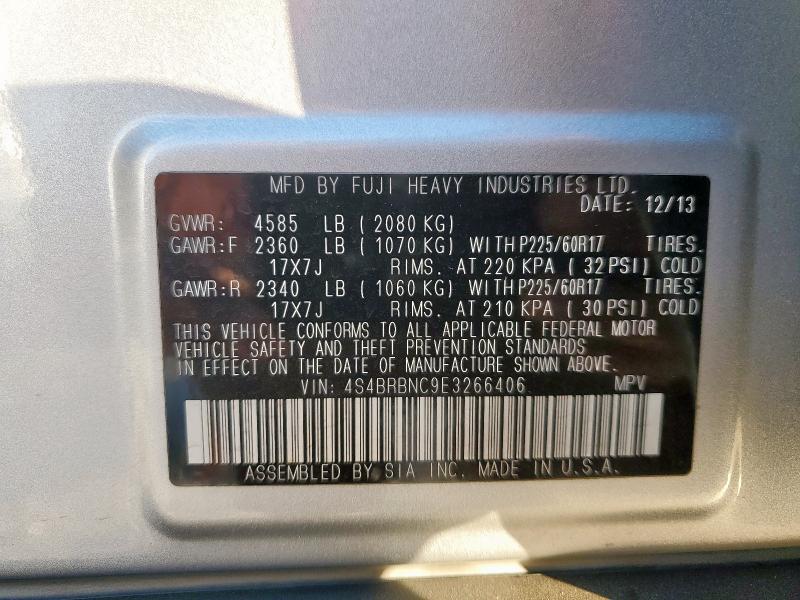 MFD BY FUJI HEAVY INDUSTRIES LTD.
DATE: 12/13
GVWR: 4585 LB (2080 KG)
GAWR:F 2360 LB (1070 KG) WITH P225/60R17 TIRES.
17X7J RIMS. AT 220 KPA (32PSI) COLD
GAWR:R 2340 LB (1060 KG) WITH P225/60R17 TIRES.
17X7J RIMS. AT 210 KPA (30 PSI) COLD
THIS VEHICLE CONFORMS TO ALL APPLICABLE FEDERAL MOTOR
VEHICLE SAFETY AND THEFT PREVENTION STANDARDS
IN EFFECT ON THE DATE OF MANUFACTURE SHOWN ABOVE.
VIN: 4S4BRBNC9E3266406 MPV
ASSEMBLED BY SIA INC. MADE IN U.S.A.